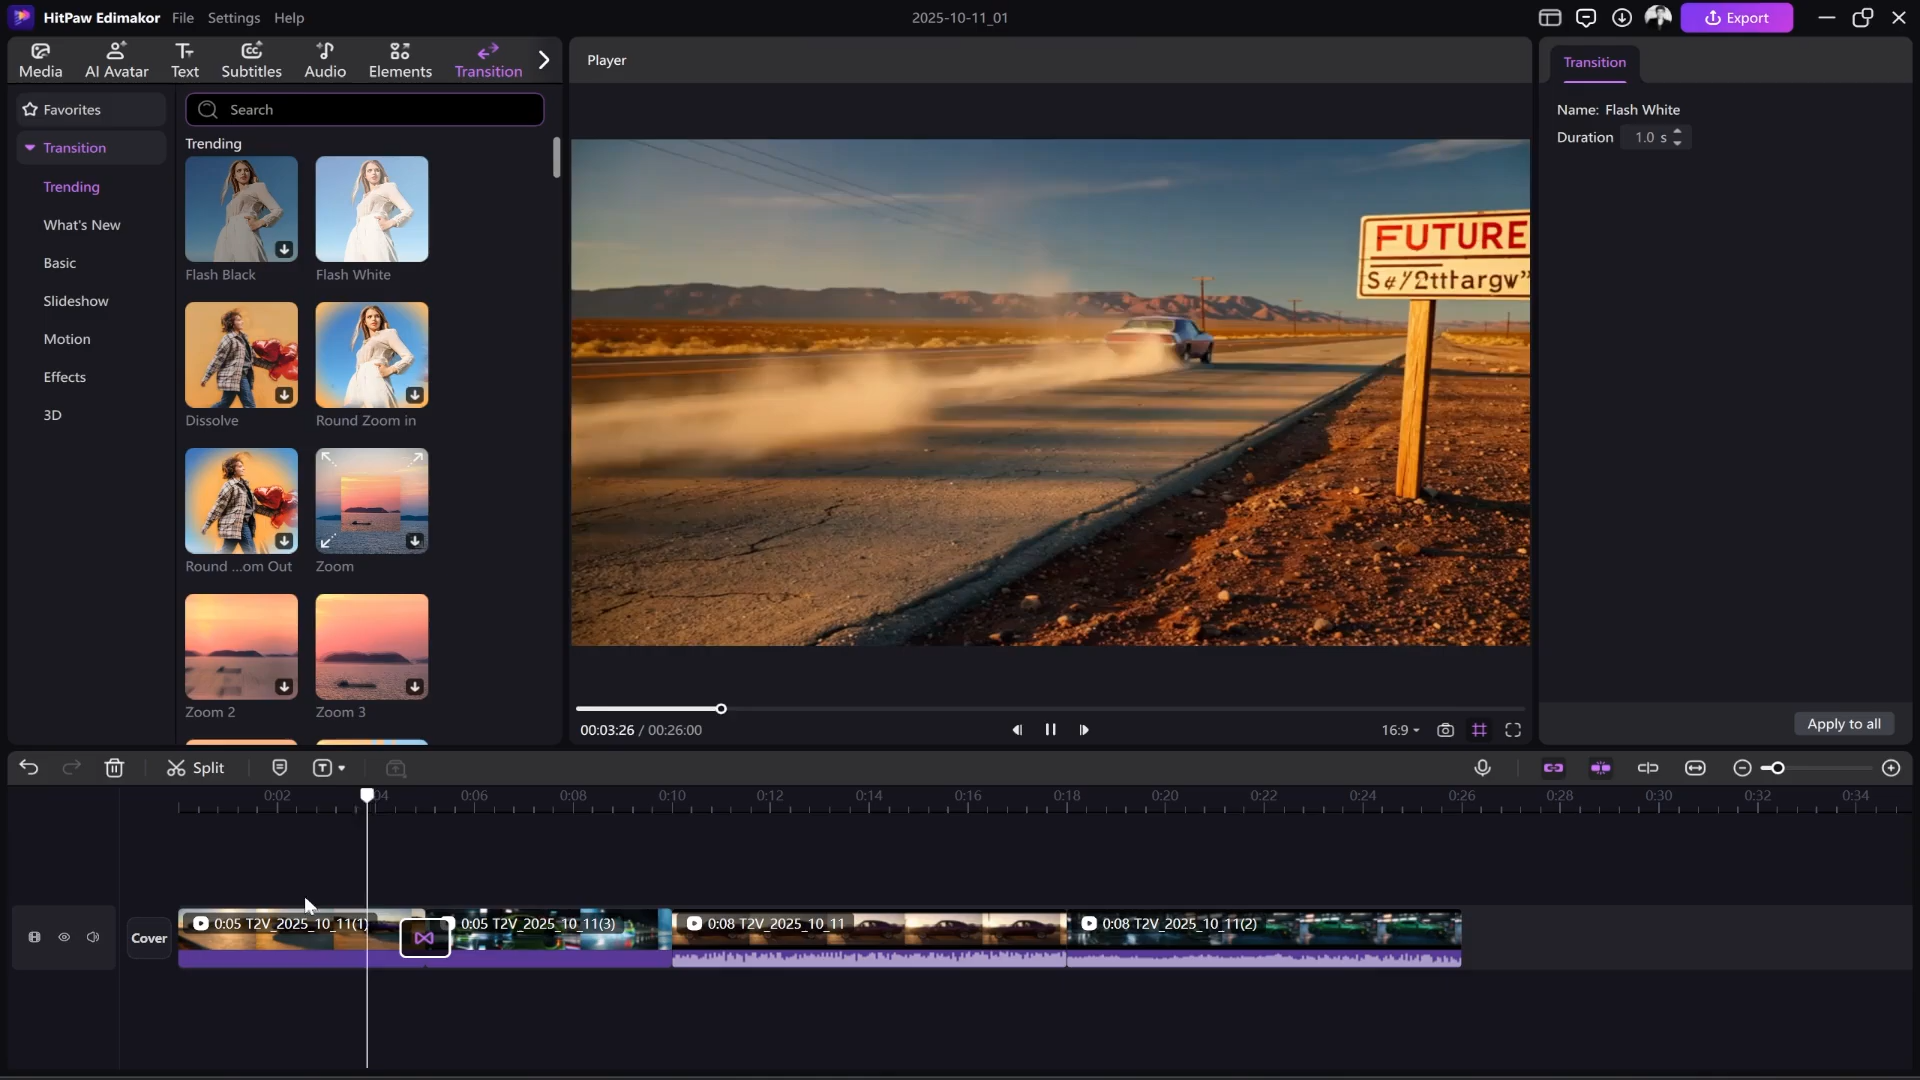 HitPaw Edimakor File Settings Help 2025-10-11_01 Export
Media AI Avatar Text Subtitles Audio Elements Transition
Favorites
Transition
Trending
What's New
Basic
Slideshow
Motion
Effects
3D
Search
Trending
Flash Black Flash White
Dissolve Round Zoom in
Round ...om Out Zoom
Zoom 2 Zoom 3
Player
FUTURE
00:03:26 / 00:26:00
16:9
Transition
Name: Flash White
Duration 1.0 s
Apply to all
Split
0:02 04 0:06 0:08 0:10 0:12 0:14 0:16 0:18 0:20 0:22 0:24 0:26 0:28 0:30 0:32 0:34
Cover
0:05 T2V_2025_10_11(1) 0:05 T2V_2025_10_11(3) 0:08 T2V_2025_10_11 0:08 T2V_2025_10_11(2)